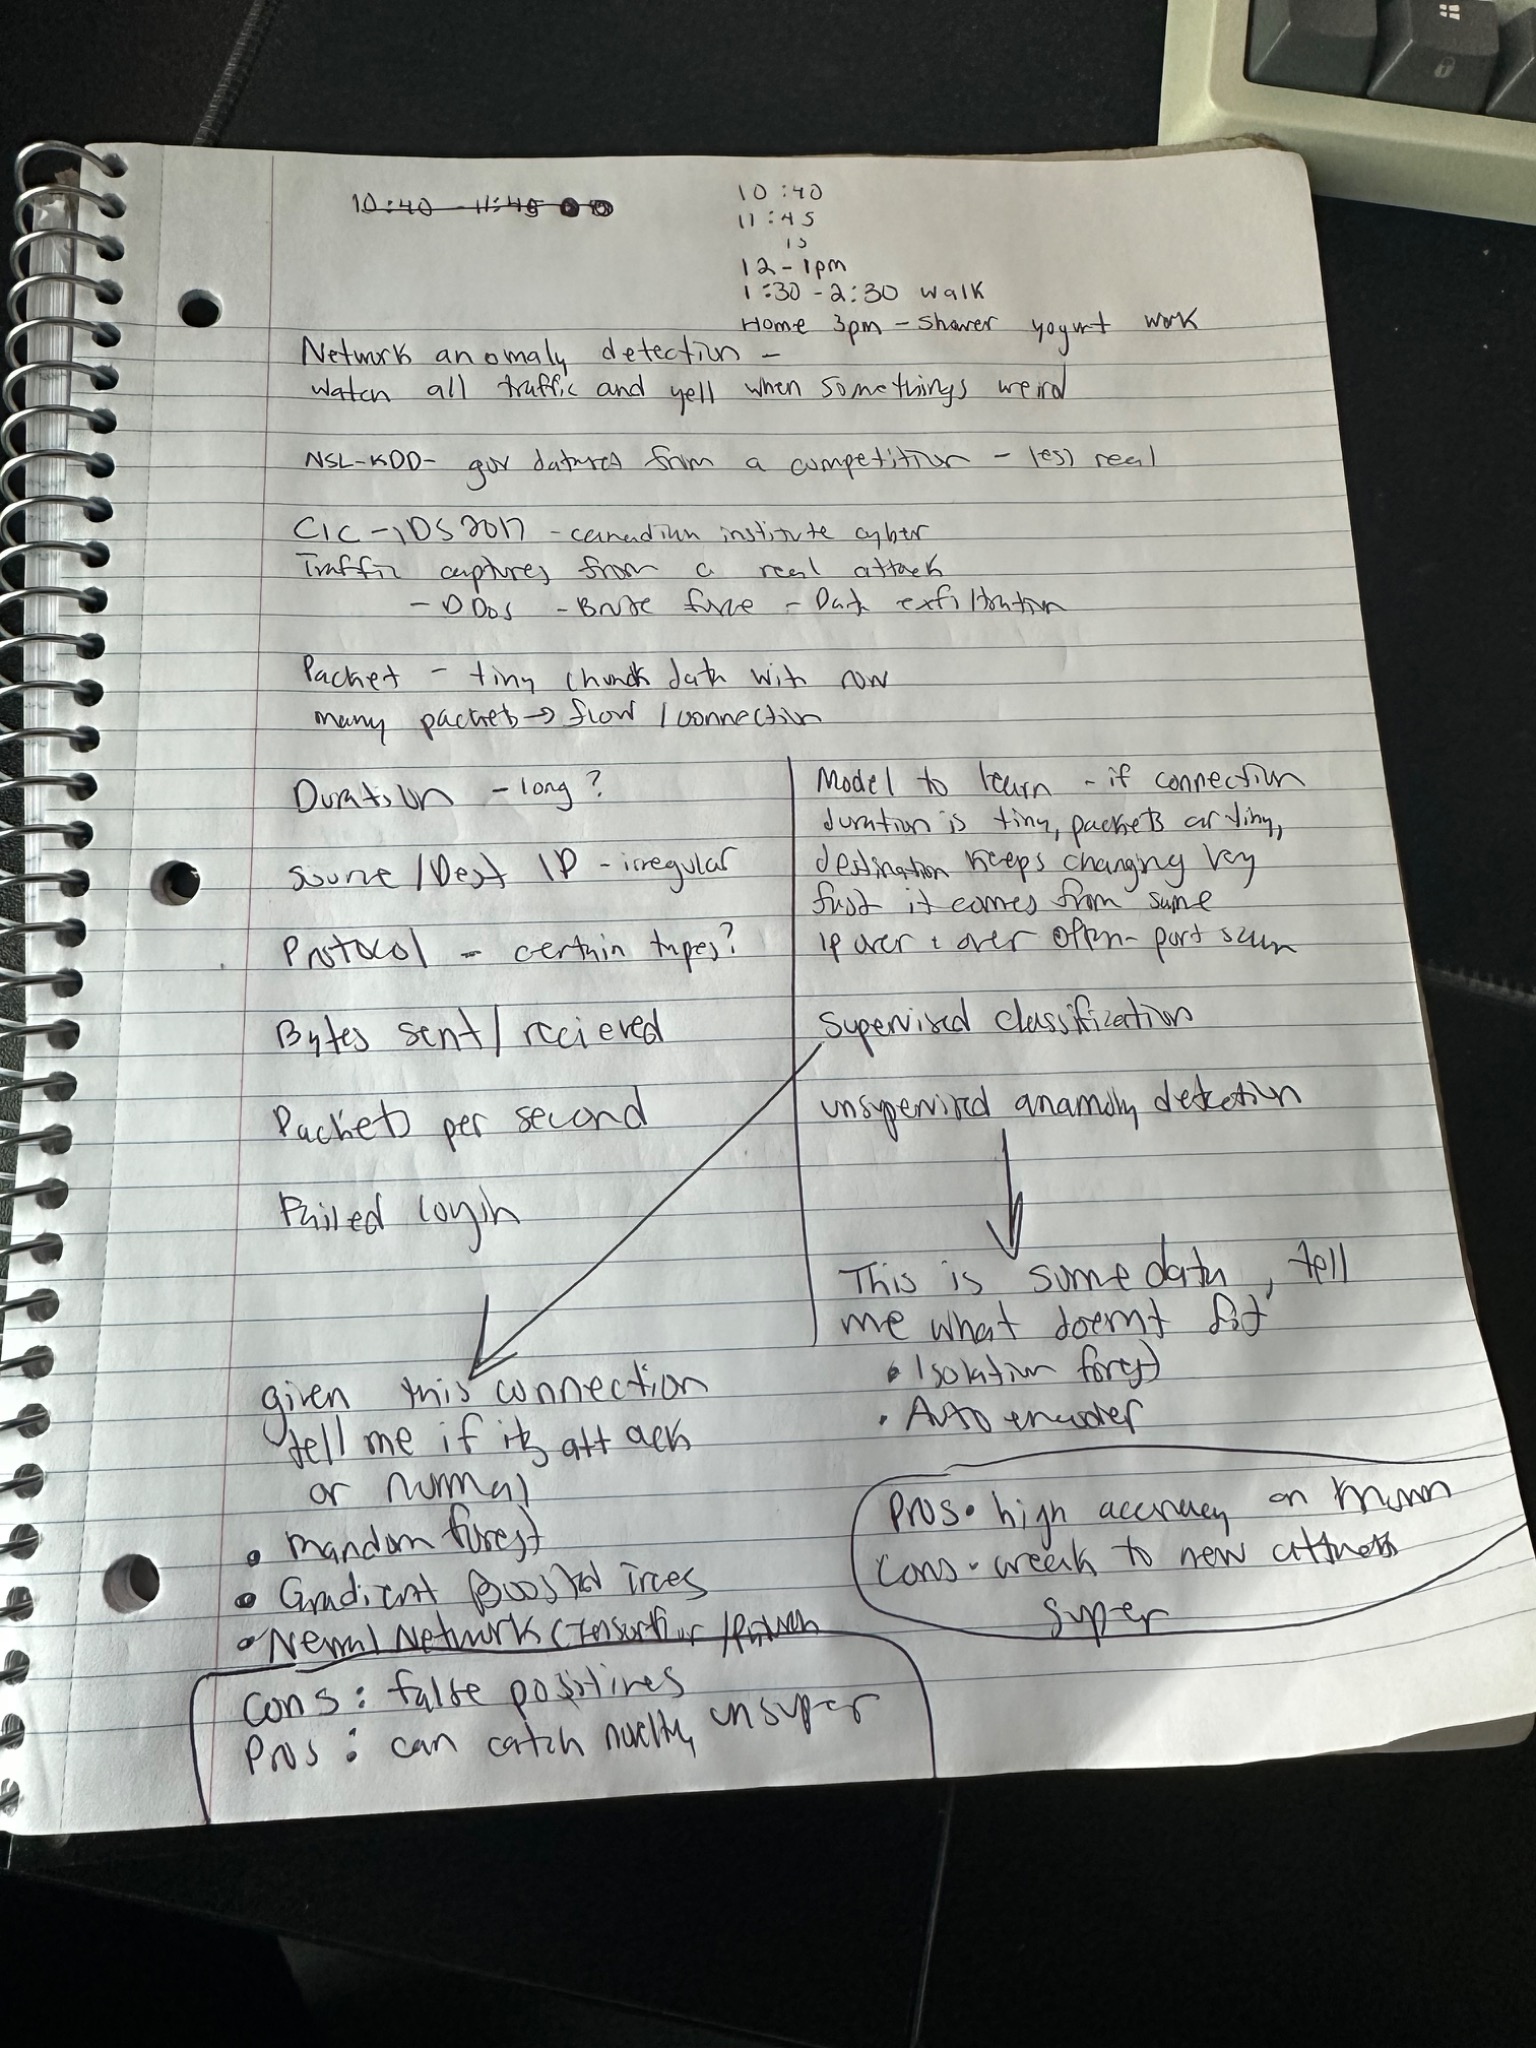 10:40 - 11:45
10:40
11:45
15
12 - 1pm
1:30 - 2:30 walk
Home 3pm - shower yogurt work
Network anomaly detection -
watch all traffic and yell when somethings weird
NSL-KDD - gov datasets from a competition - less real
CIC-IDS2017 - canadian institute cyber
Traffic captures from a real attack
- DDos - Brute force - Data exfiltration
Packet - tiny chunk data with row
many packets → flow / connection
Duration - long?
Source / Dest IP - irregular
Protocol - certain types?
Bytes sent / recieved
Packets per second
Failed login
Model to learn - if connection
duration is tiny, packets are tiny,
destination keeps changing very
fast it comes from same
ip over + over often - port scan
Supervised classification
unsupervised anamoly detection
This is some data, tell
me what doesnt fit
• Isolation forest
• Auto encoder
given this connection
tell me if its attack
or normal
• random forest
• Gradient Boosted Trees
• Neural Network (Tensorflow /
Pros • high accuracy on
Cons • weak to new attacks
super
Cons: false positives
Pros: can catch novelty unsuper